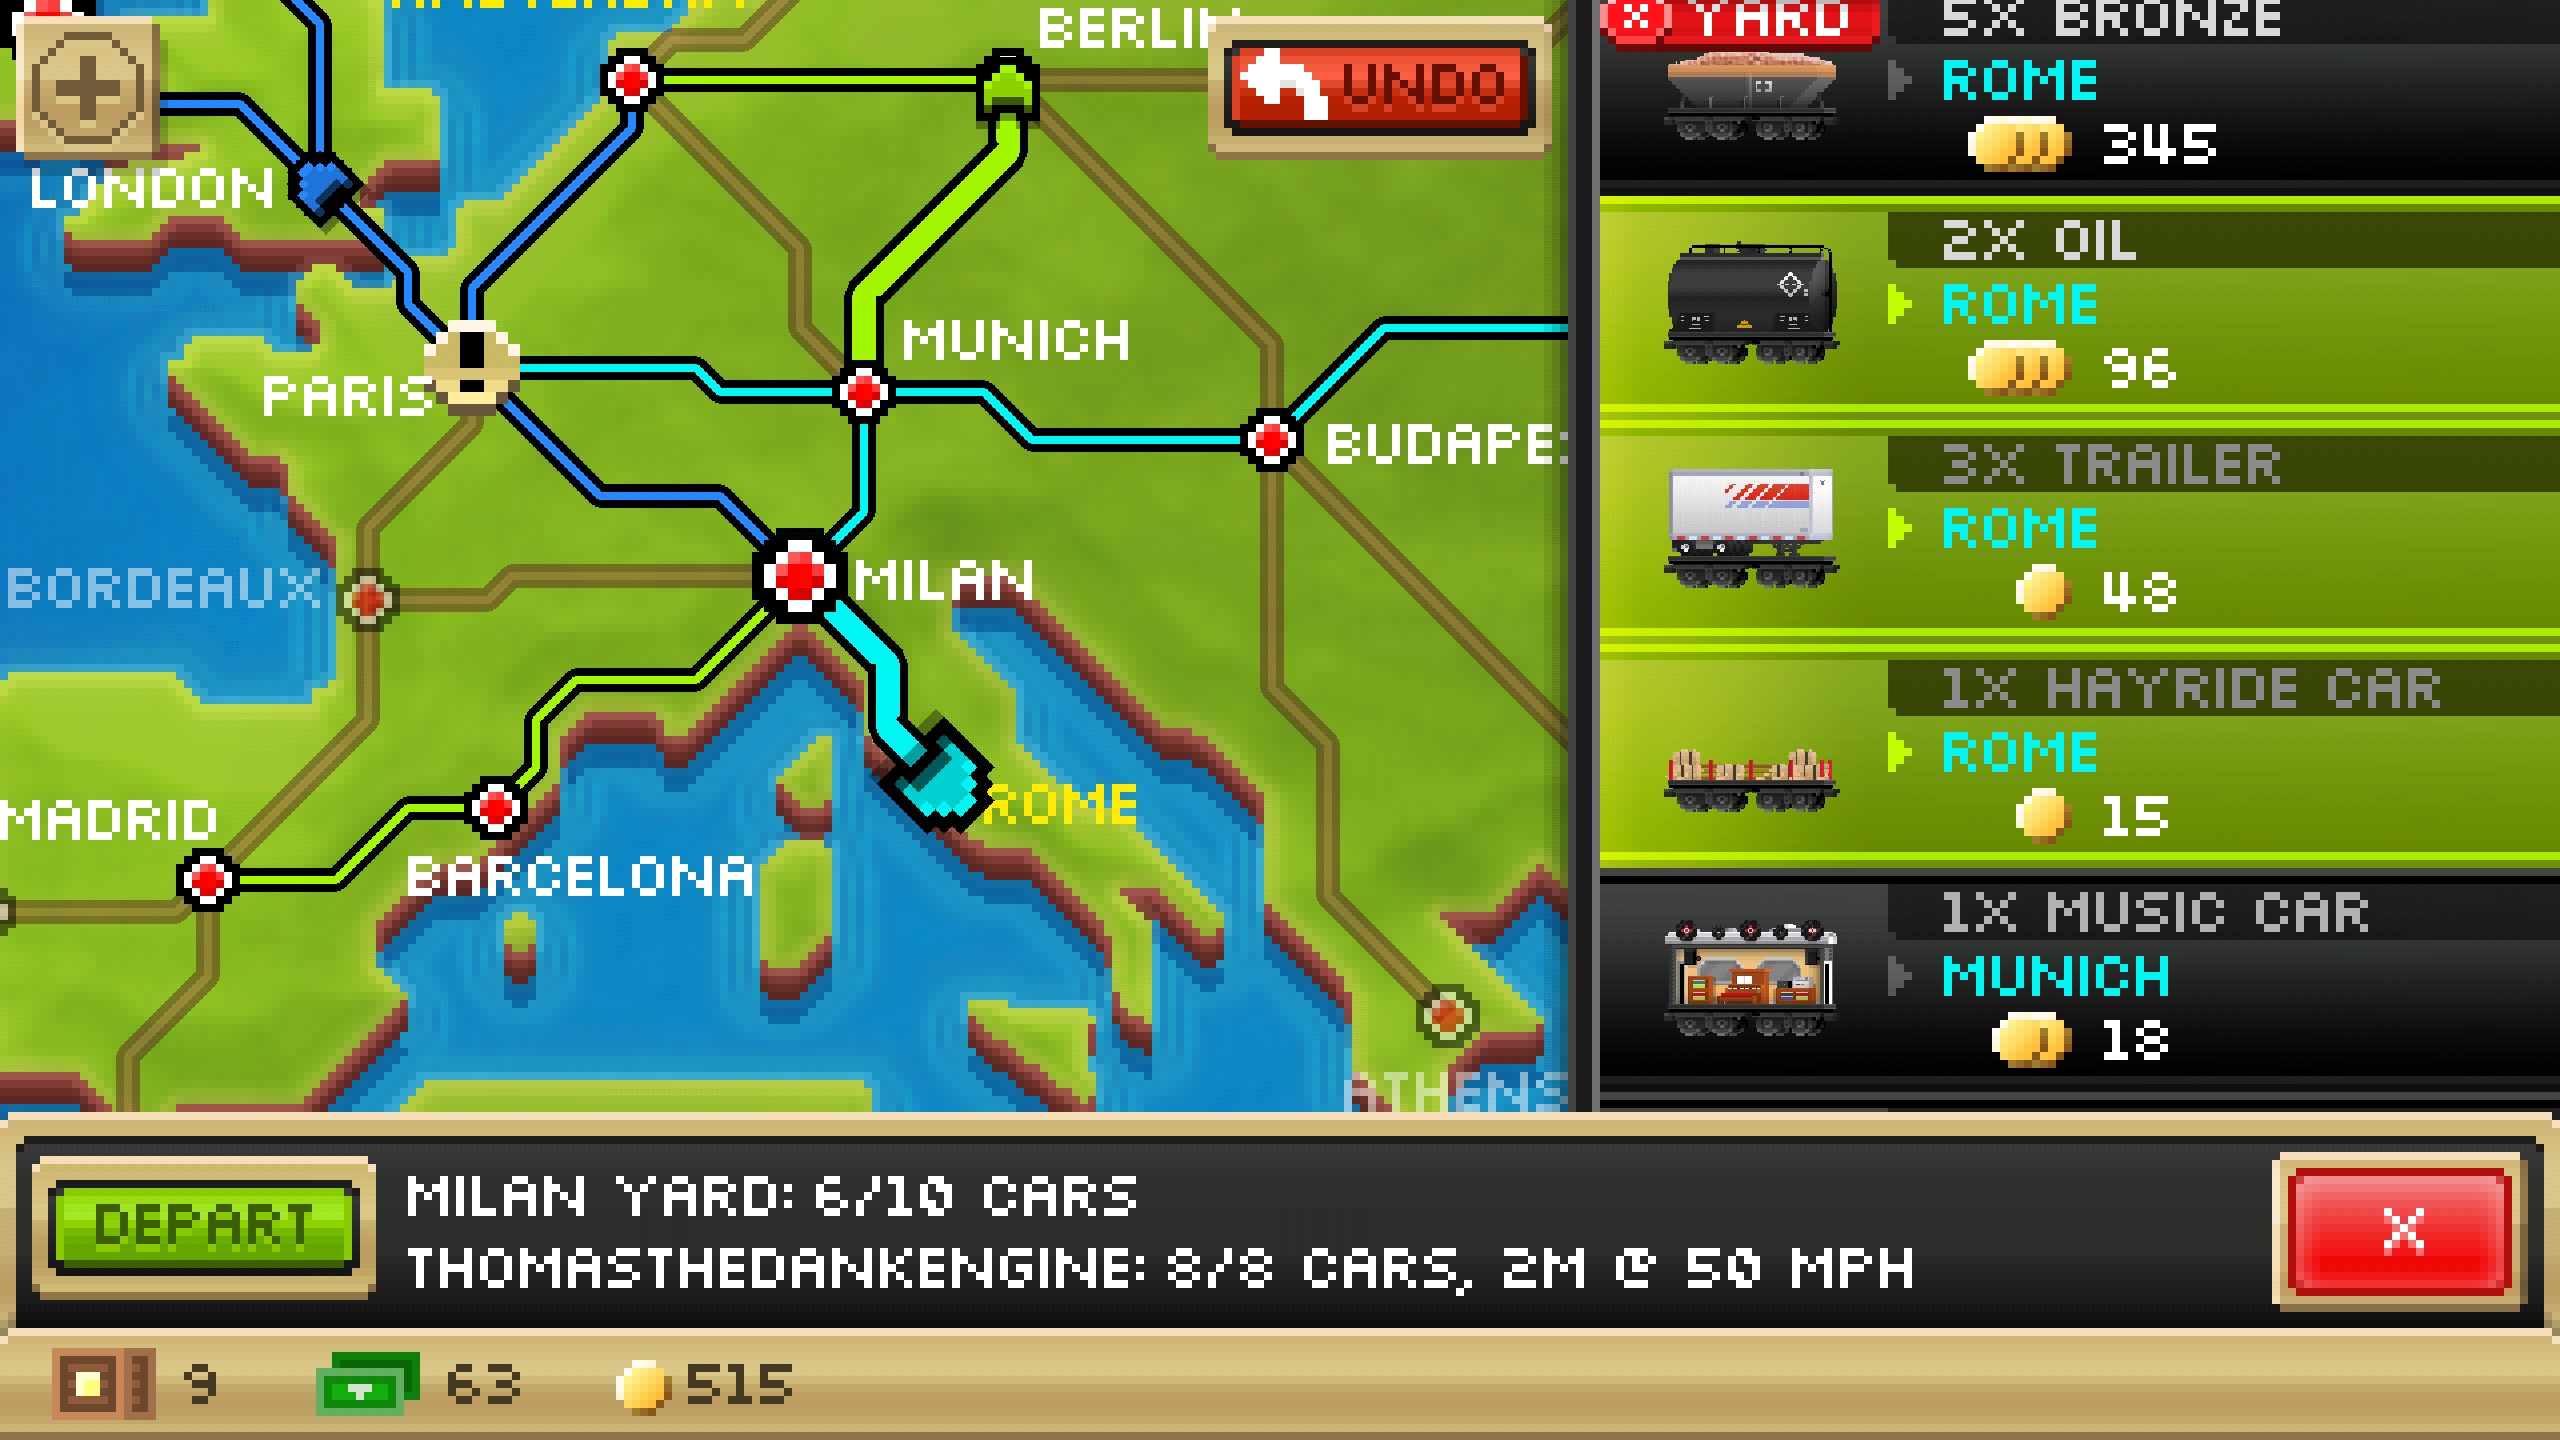 BERLIN
UNDO
LONDON
PARIS
MUNICH
BUDAPES
BORDEAUX
MILAN
ROME
MADRID
BARCELONA
ATHENS
YARD
5X BRONZE
ROME
345
2X OIL
ROME
96
3X TRAILER
ROME
48
1X HAYRIDE CAR
ROME
15
1X MUSIC CAR
MUNICH
18
DEPART
MILAN YARD: 6/10 CARS
THOMASTHEDANKENGINE: 8/8 CARS, 2M @ 50 MPH
X
9
63
515